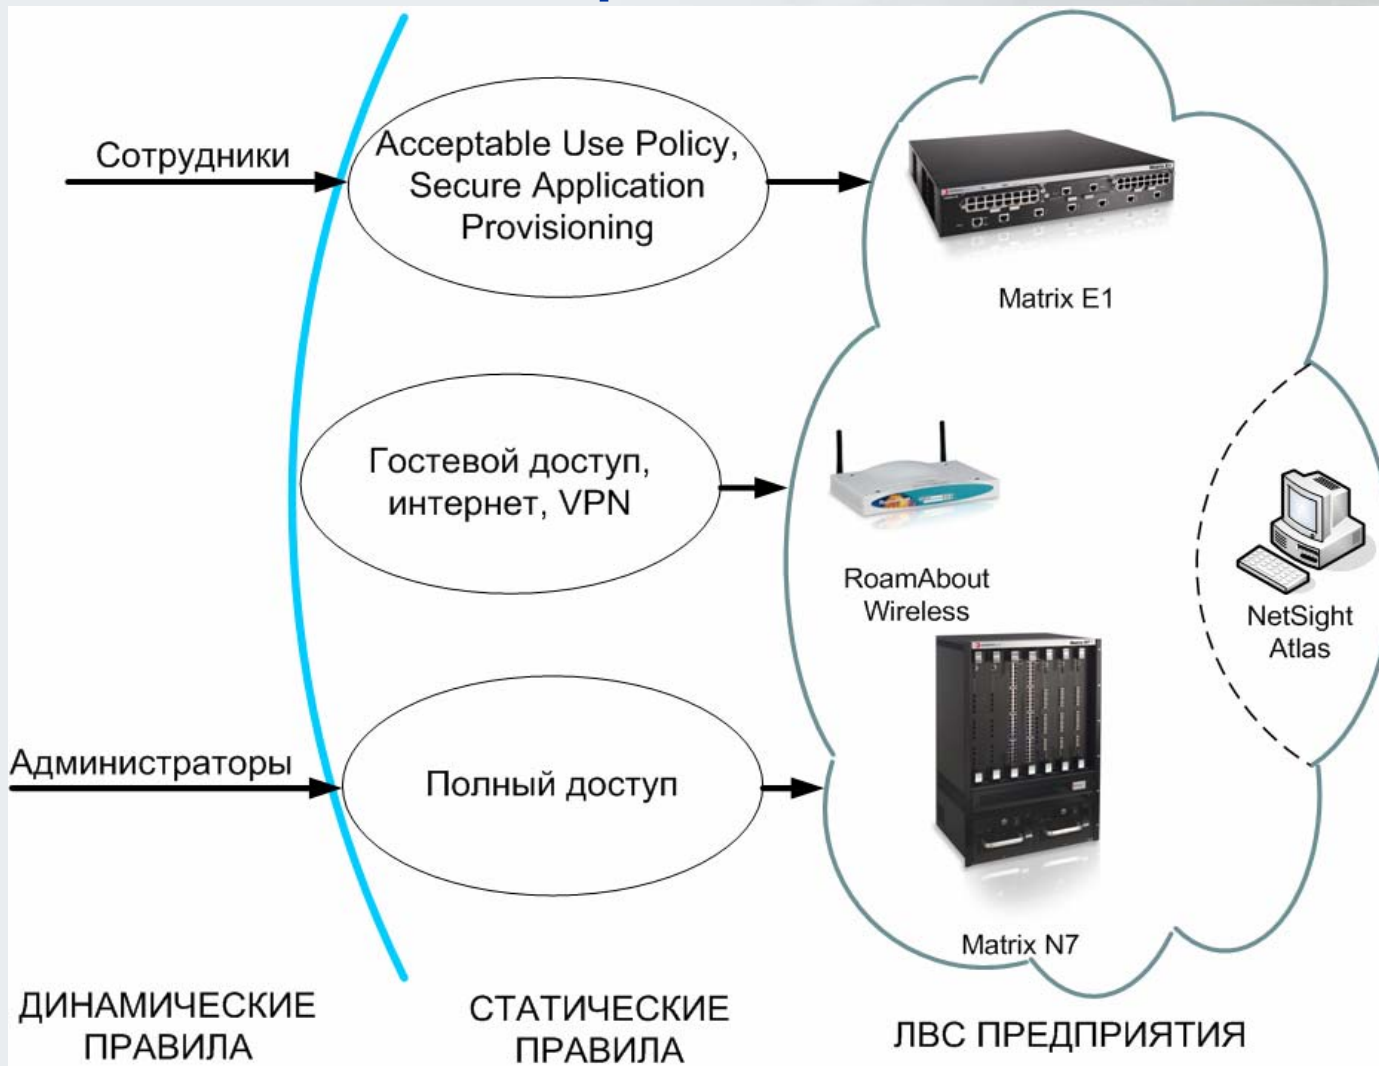 Сотрудники
Acceptable Use Policy,
Secure Application
Provisioning
Matrix E1
Гостевой доступ,
интернет, VPN
RoamAbout
Wireless
NetSight
Atlas
Администраторы
Полный доступ
Matrix N7
ДИНАМИЧЕСКИЕ
ПРАВИЛА
СТАТИЧЕСКИЕ
ПРАВИЛА
ЛВС ПРЕДПРИЯТИЯ